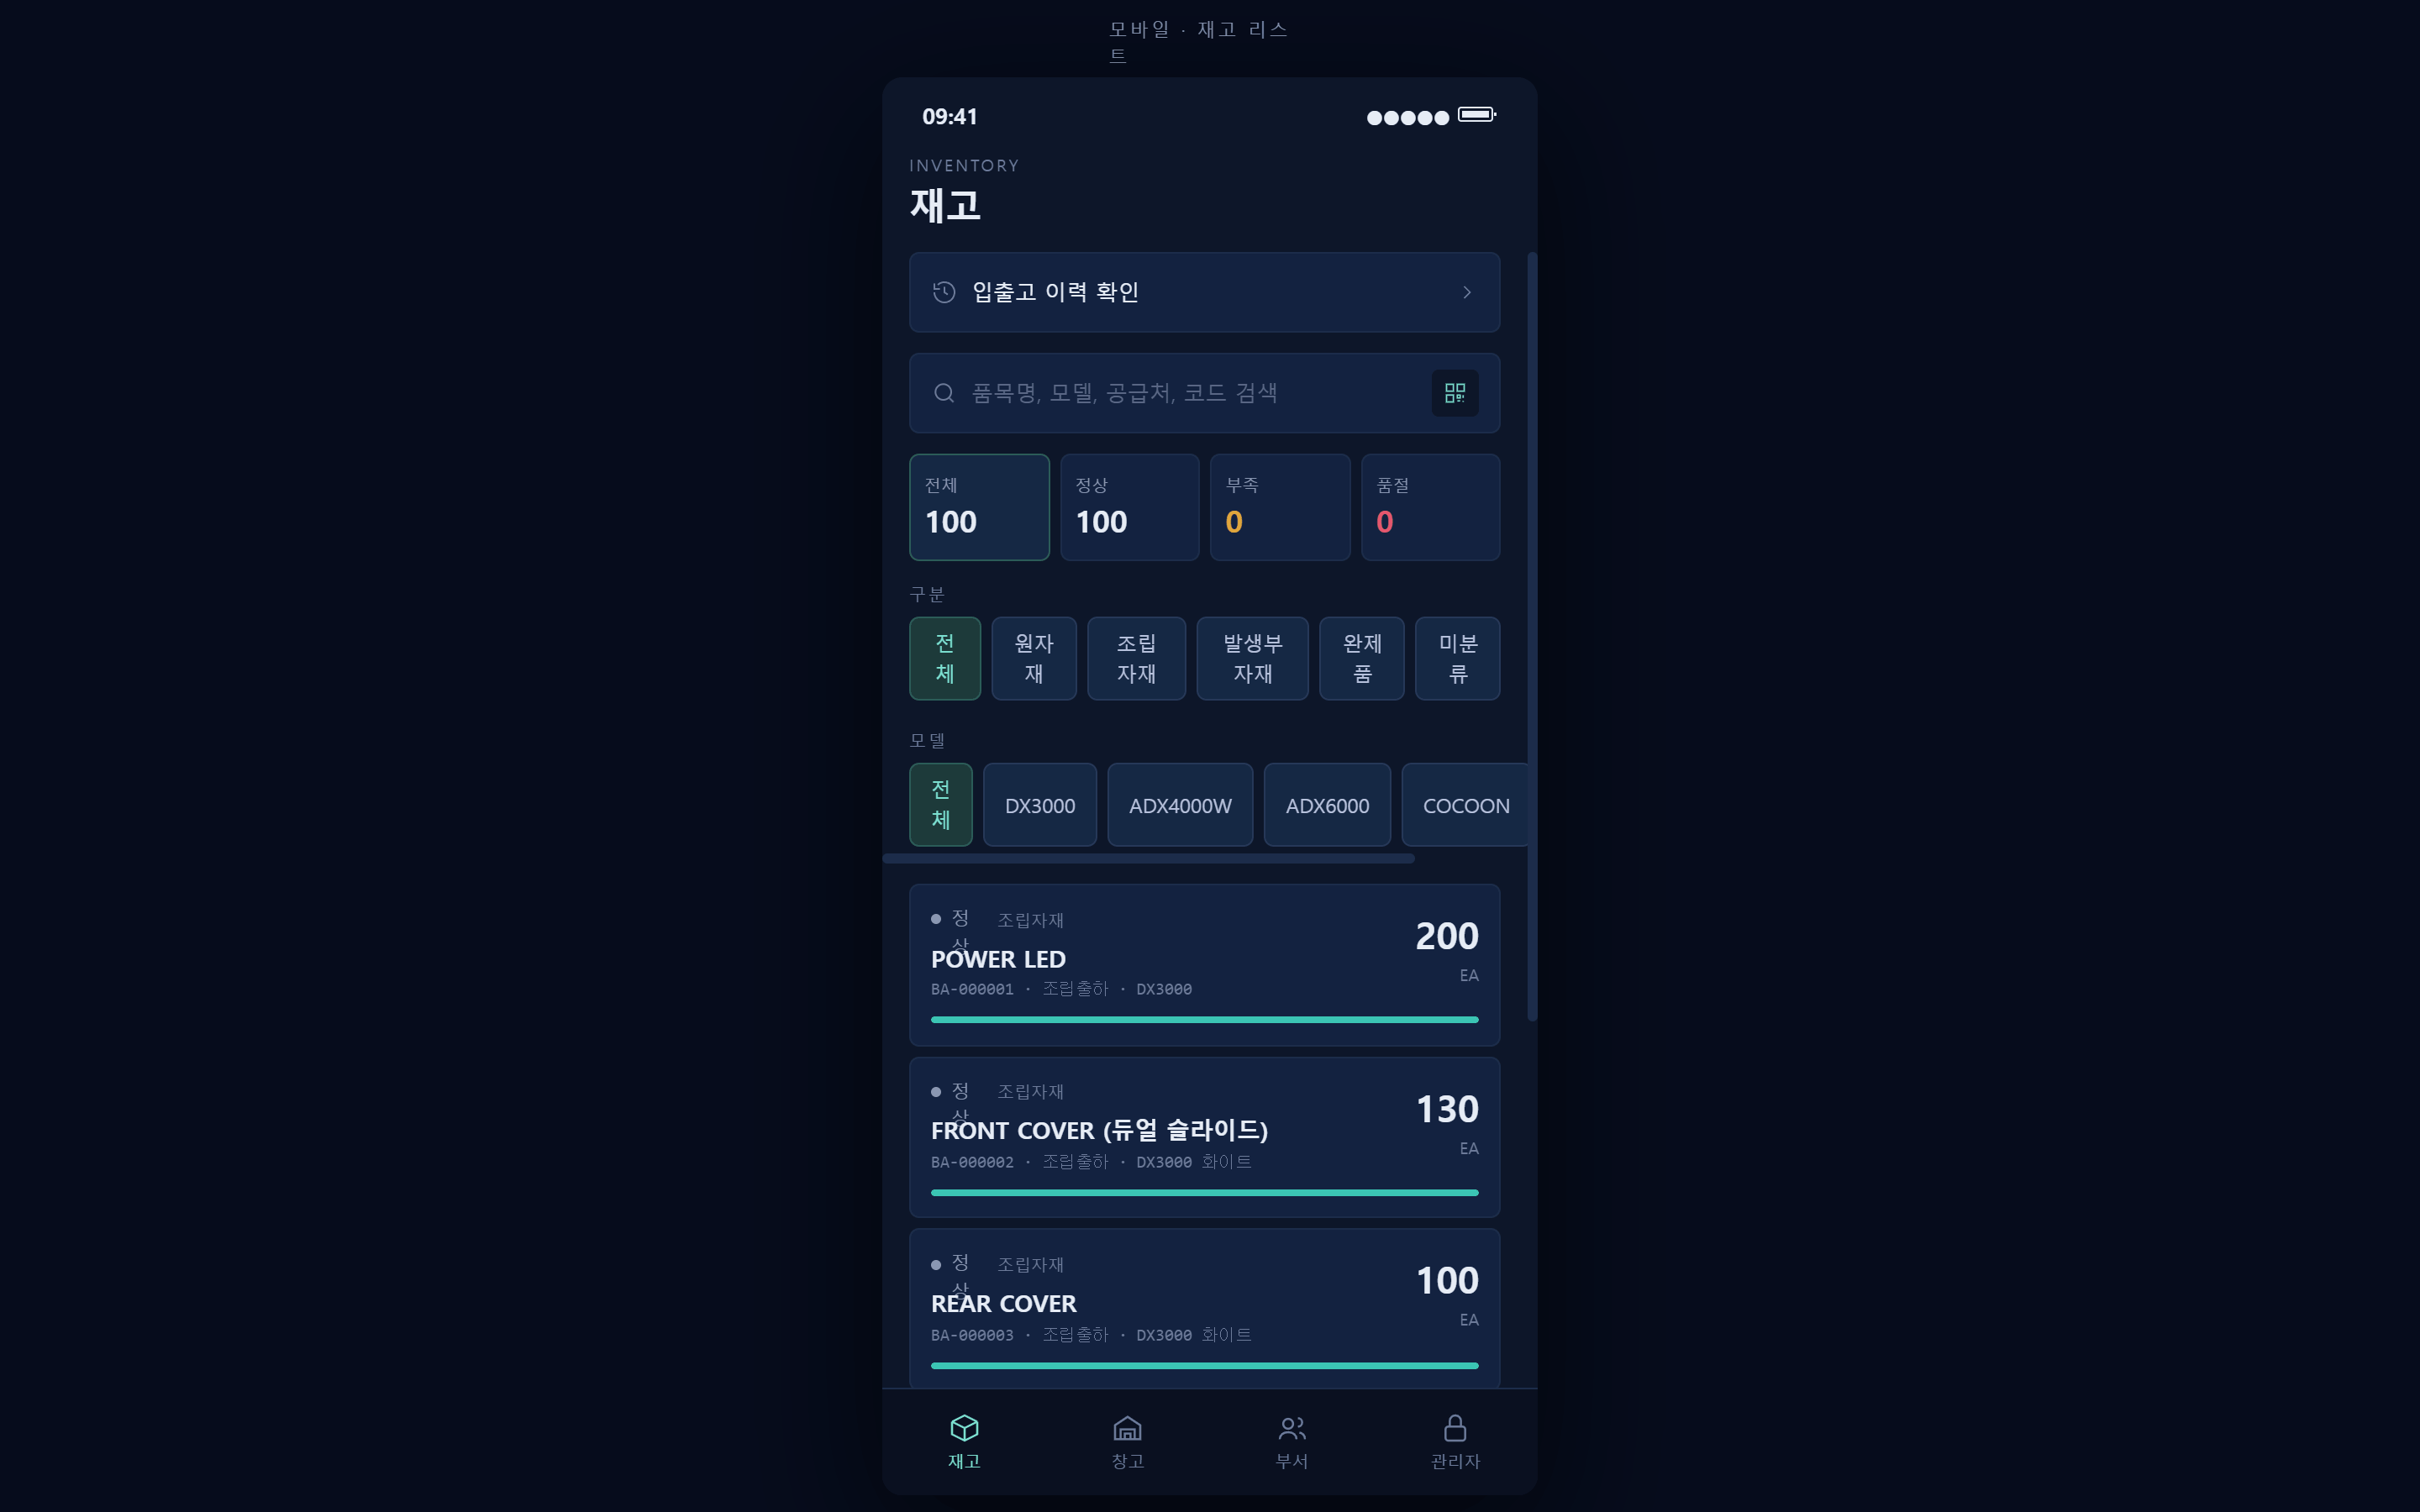 모바일 · 재고 리스
트
09:41
INVENTORY
재고
입출고 이력 확인
품목명, 모델, 공급처, 코드 검색
전체
100
정상
100
부족
0
품절
0
구분
전
체
원자
재
조립
자재
발생부
자재
완제
품
미분
류
모델
전
체
DX3000
ADX4000W
ADX6000
COCOON
정
상
조립자재
POWER LED
BA-000001 · 조립출하 · DX3000
200
EA
정
상
조립자재
FRONT COVER (듀얼 슬라이드)
BA-000002 · 조립출하 · DX3000 화이트
130
EA
정
상
조립자재
REAR COVER
BA-000003 · 조립출하 · DX3000 화이트
100
EA
재고
창고
부서
관리자